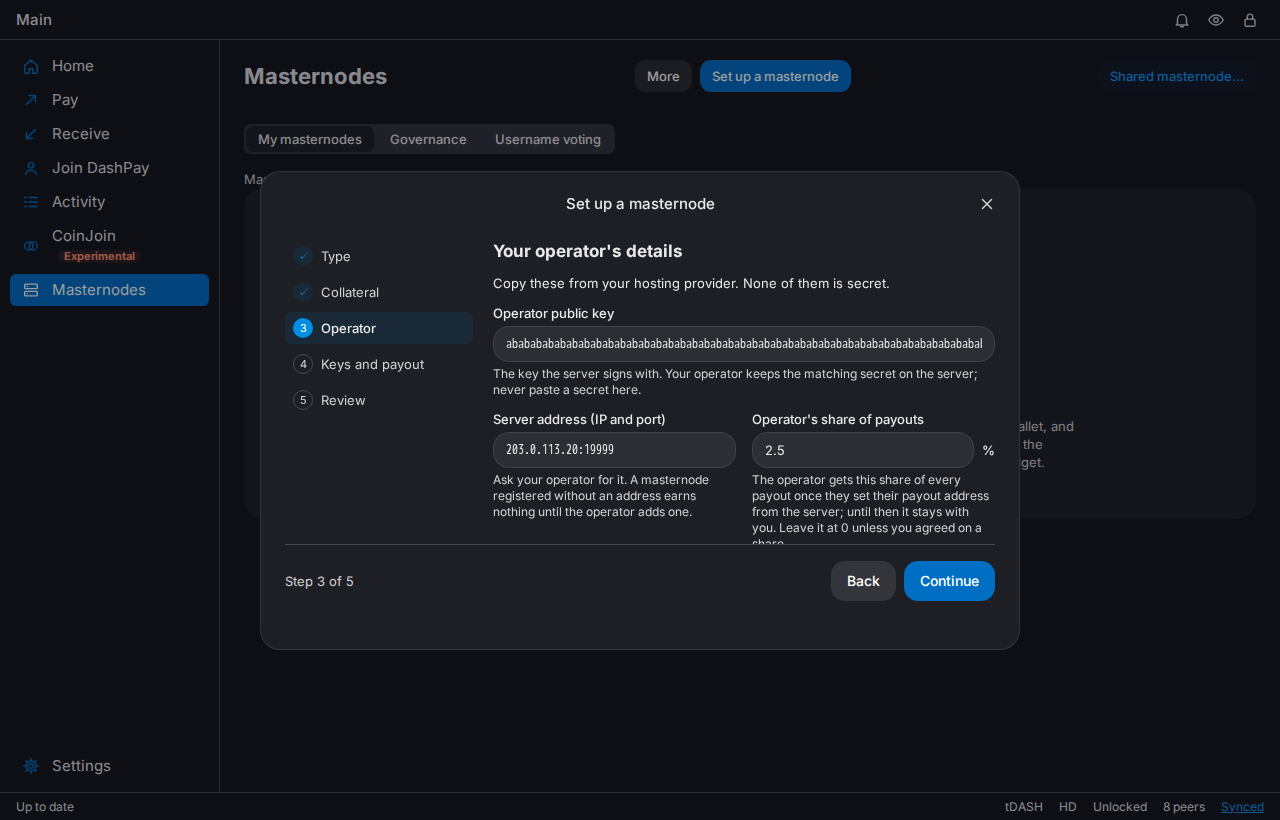 Main
Home
Pay
Receive
Join DashPay
Activity
CoinJoin
Experimental
Masternodes
Settings
Masternodes
More
Set up a masternode
Shared masternode...
My masternodes
Governance
Username voting
Set up a masternode
✓ Type
✓ Collateral
3 Operator
4 Keys and payout
5 Review
Your operator's details
Copy these from your hosting provider. None of them is secret.
Operator public key
The key the server signs with. Your operator keeps the matching secret on the server;
never paste a secret here.
Server address (IP and port)
203.0.113.20:19999
Ask your operator for it. A masternode
registered without an address earns
nothing until the operator adds one.
Operator's share of payouts
2.5 %
The operator gets this share of every
payout once they set their payout address
from the server; until then it stays with
you. Leave it at 0 unless you agreed on a
share.
and
the
Step 3 of 5
Back
Continue
Up to date
tDASH
HD
Unlocked
8 peers
Synced